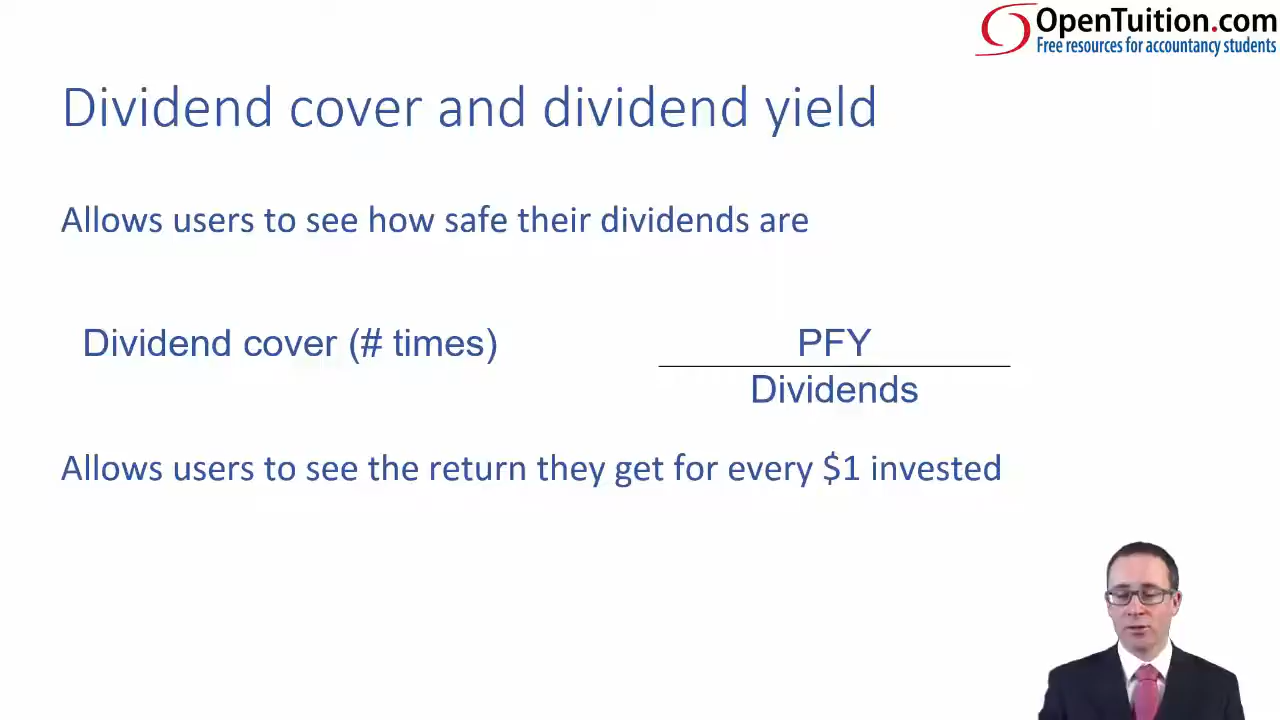 OpenTuition.com
Free resources for accountancy students
Dividend cover and dividend yield
Allows users to see how safe their dividends are
Dividend cover (# times)
PFY
Dividends
Allows users to see the return they get for every $1 invested